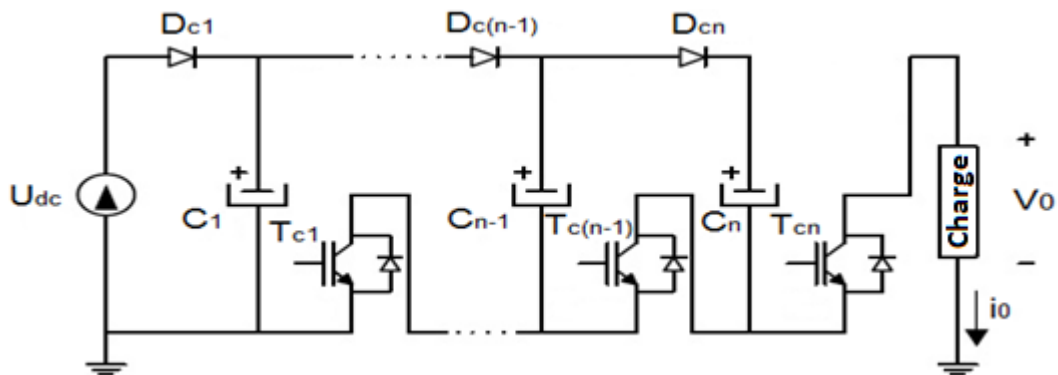 Dc1
Dc(n-1)
Dcn
Udc
C1
Tc1
Cn-1
Tc(n-1)
Cn
Tcn
Charge
+
V0
−
i0
+
+
+